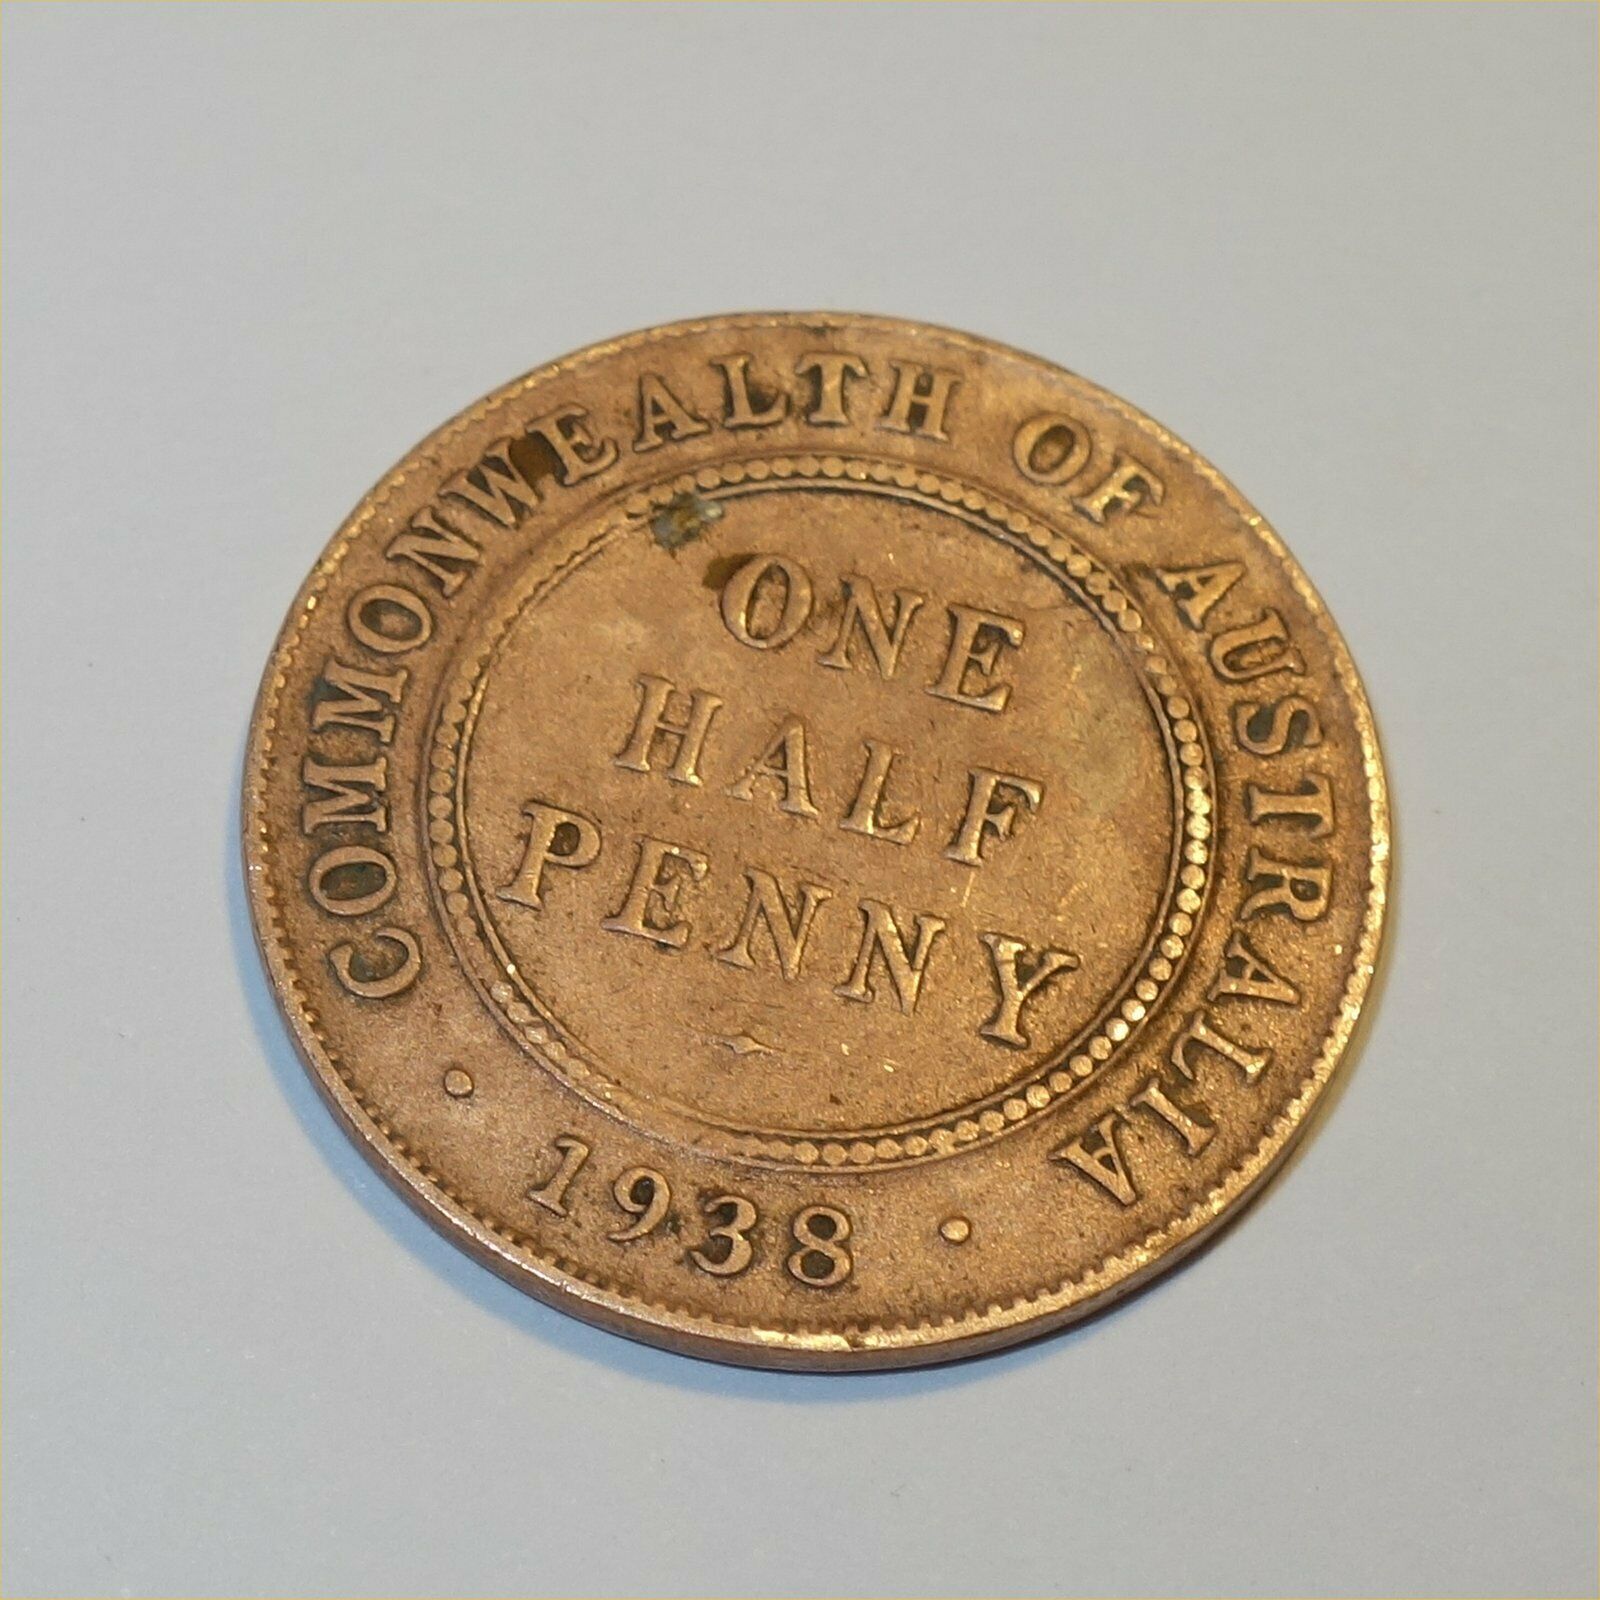 COMMONWEALTH OF AUSTRALIA
ONE
HALF
PENNY
· 1938 ·